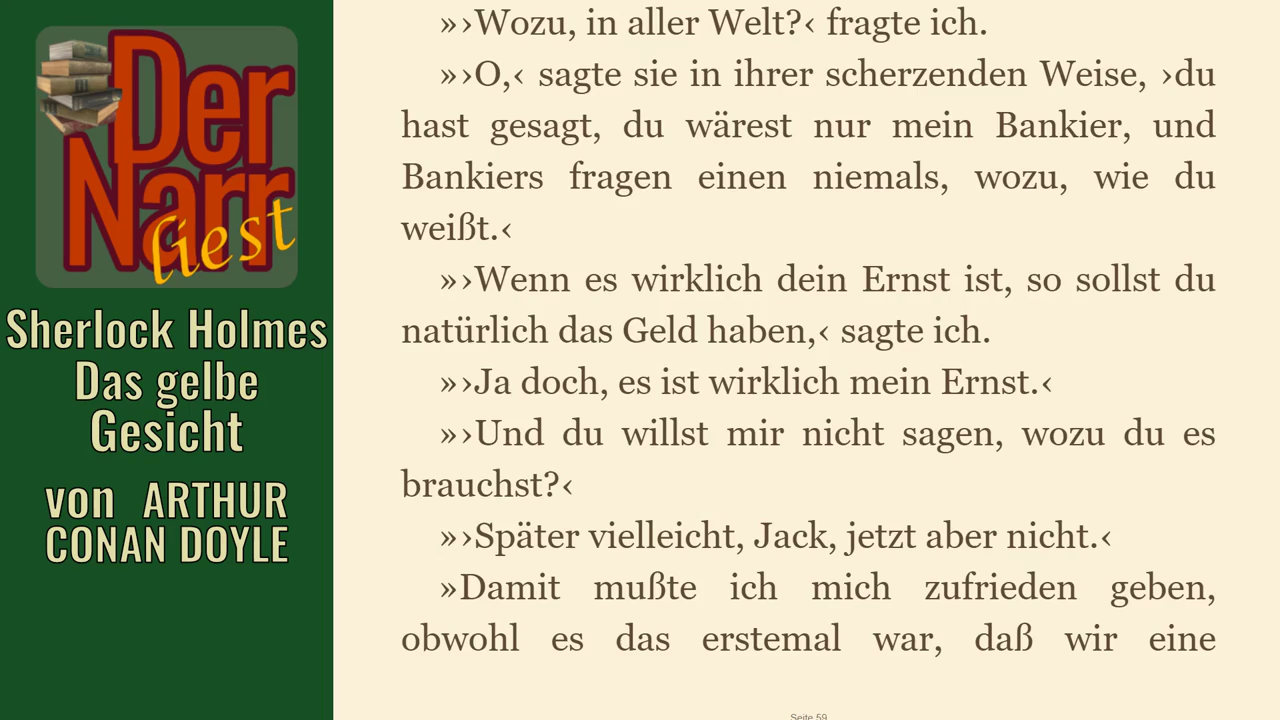 Der
Narr
liest
Sherlock Holmes
Das gelbe
Gesicht
von ARTHUR
CONAN DOYLE
»›Wozu, in aller Welt?‹ fragte ich.
»›O,‹ sagte sie in ihrer scherzenden Weise, ›du
hast gesagt, du wärest nur mein Bankier, und
Bankiers fragen einen niemals, wozu, wie du
weißt.‹
»›Wenn es wirklich dein Ernst ist, so sollst du
natürlich das Geld haben,‹ sagte ich.
»›Ja doch, es ist wirklich mein Ernst.‹
»›Und du willst mir nicht sagen, wozu du es
brauchst?‹
»›Später vielleicht, Jack, jetzt aber nicht.‹
»Damit mußte ich mich zufrieden geben,
obwohl es das erstemal war, daß wir eine
Seite 59